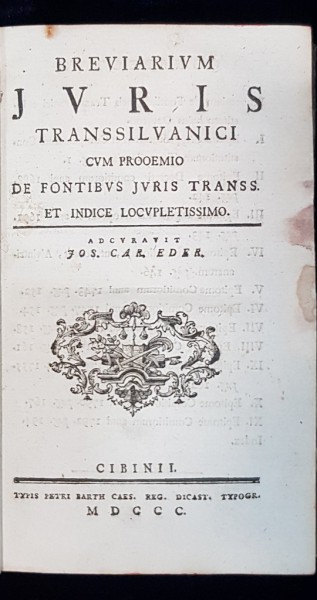 BREVIARIVM
JVRIS
TRANSSILVANICI
CVM PROOEMIO
DE FONTIBVS JVRIS TRANSS.
ET INDICE LOCVPLETISSIMO.
ADCVRAVIT
JOS. CAR. EDER.
CIBINII.
TYPIS PETRI BARTH CAES. REG. DICAST. TYPOGR.
MDCCC.